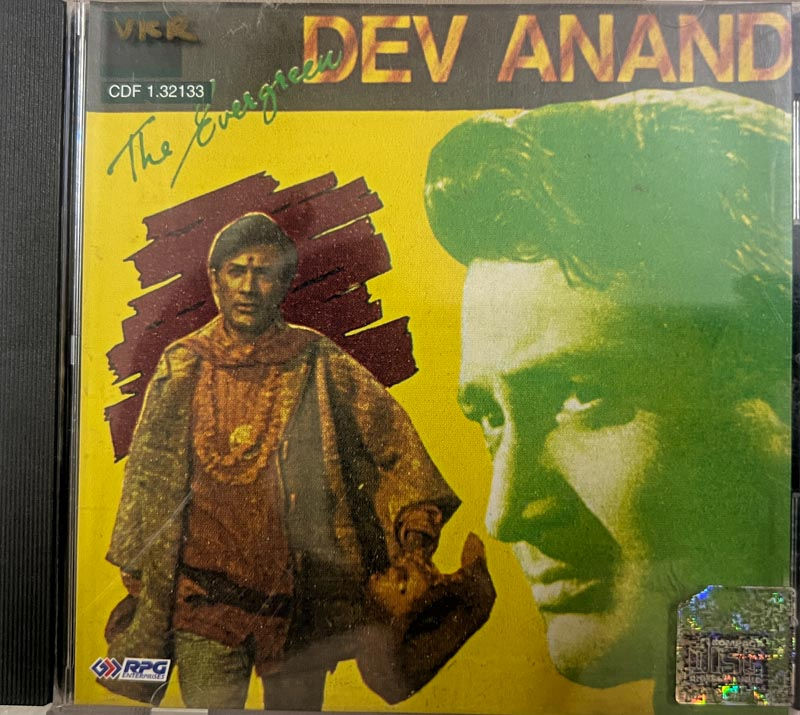 VKR
DEV ANAND
CDF 1.32133
The Evergreen
RPG
ENTERPRISES